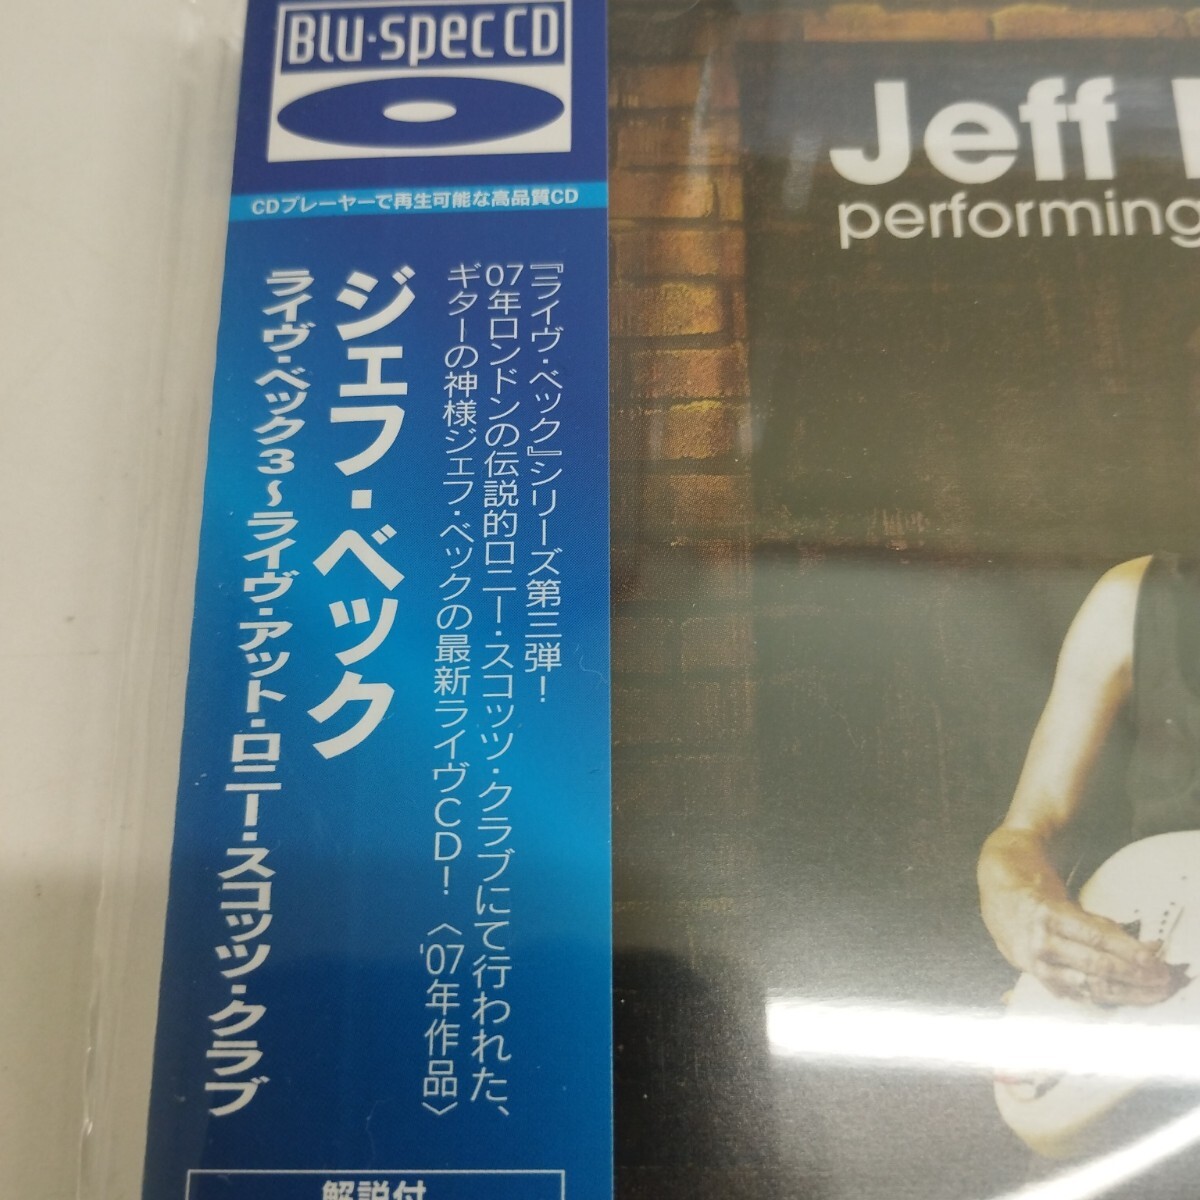 Blu-spec CD
CDプレーヤーで再生可能な高品質CD
『ライヴ・ベック』シリーズ第三弾!
07年ロンドンの伝説的ロニー・スコッツ・クラブにて行われた、
ギターの神様ジェフ・ベックの最新ライヴCD!〈'07年作品〉
ジェフ・ベック
ライヴ・ベック3〜ライヴ・アット・ロニー・スコッツ・クラブ
解説付
Jeff
performing